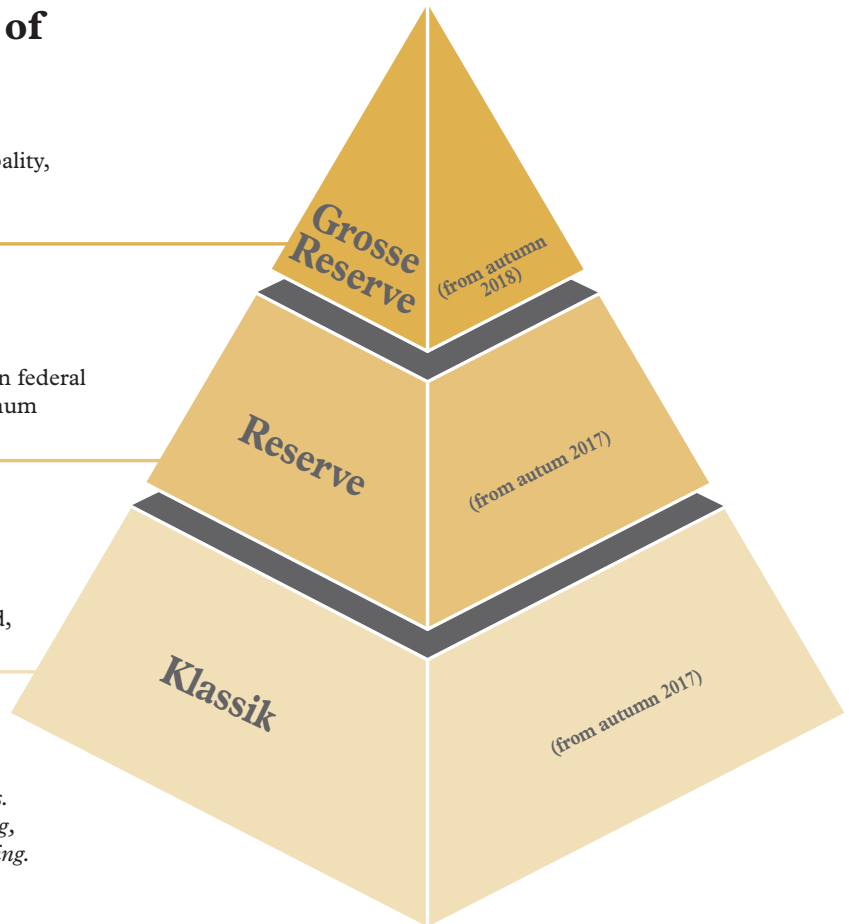 of
ality,
Grosse
Reserve
(from autumn
2018)
n federal
num
Reserve
(from autum 2017)
d,
Klassik
(from autumn 2017)
s.
g,
ing.